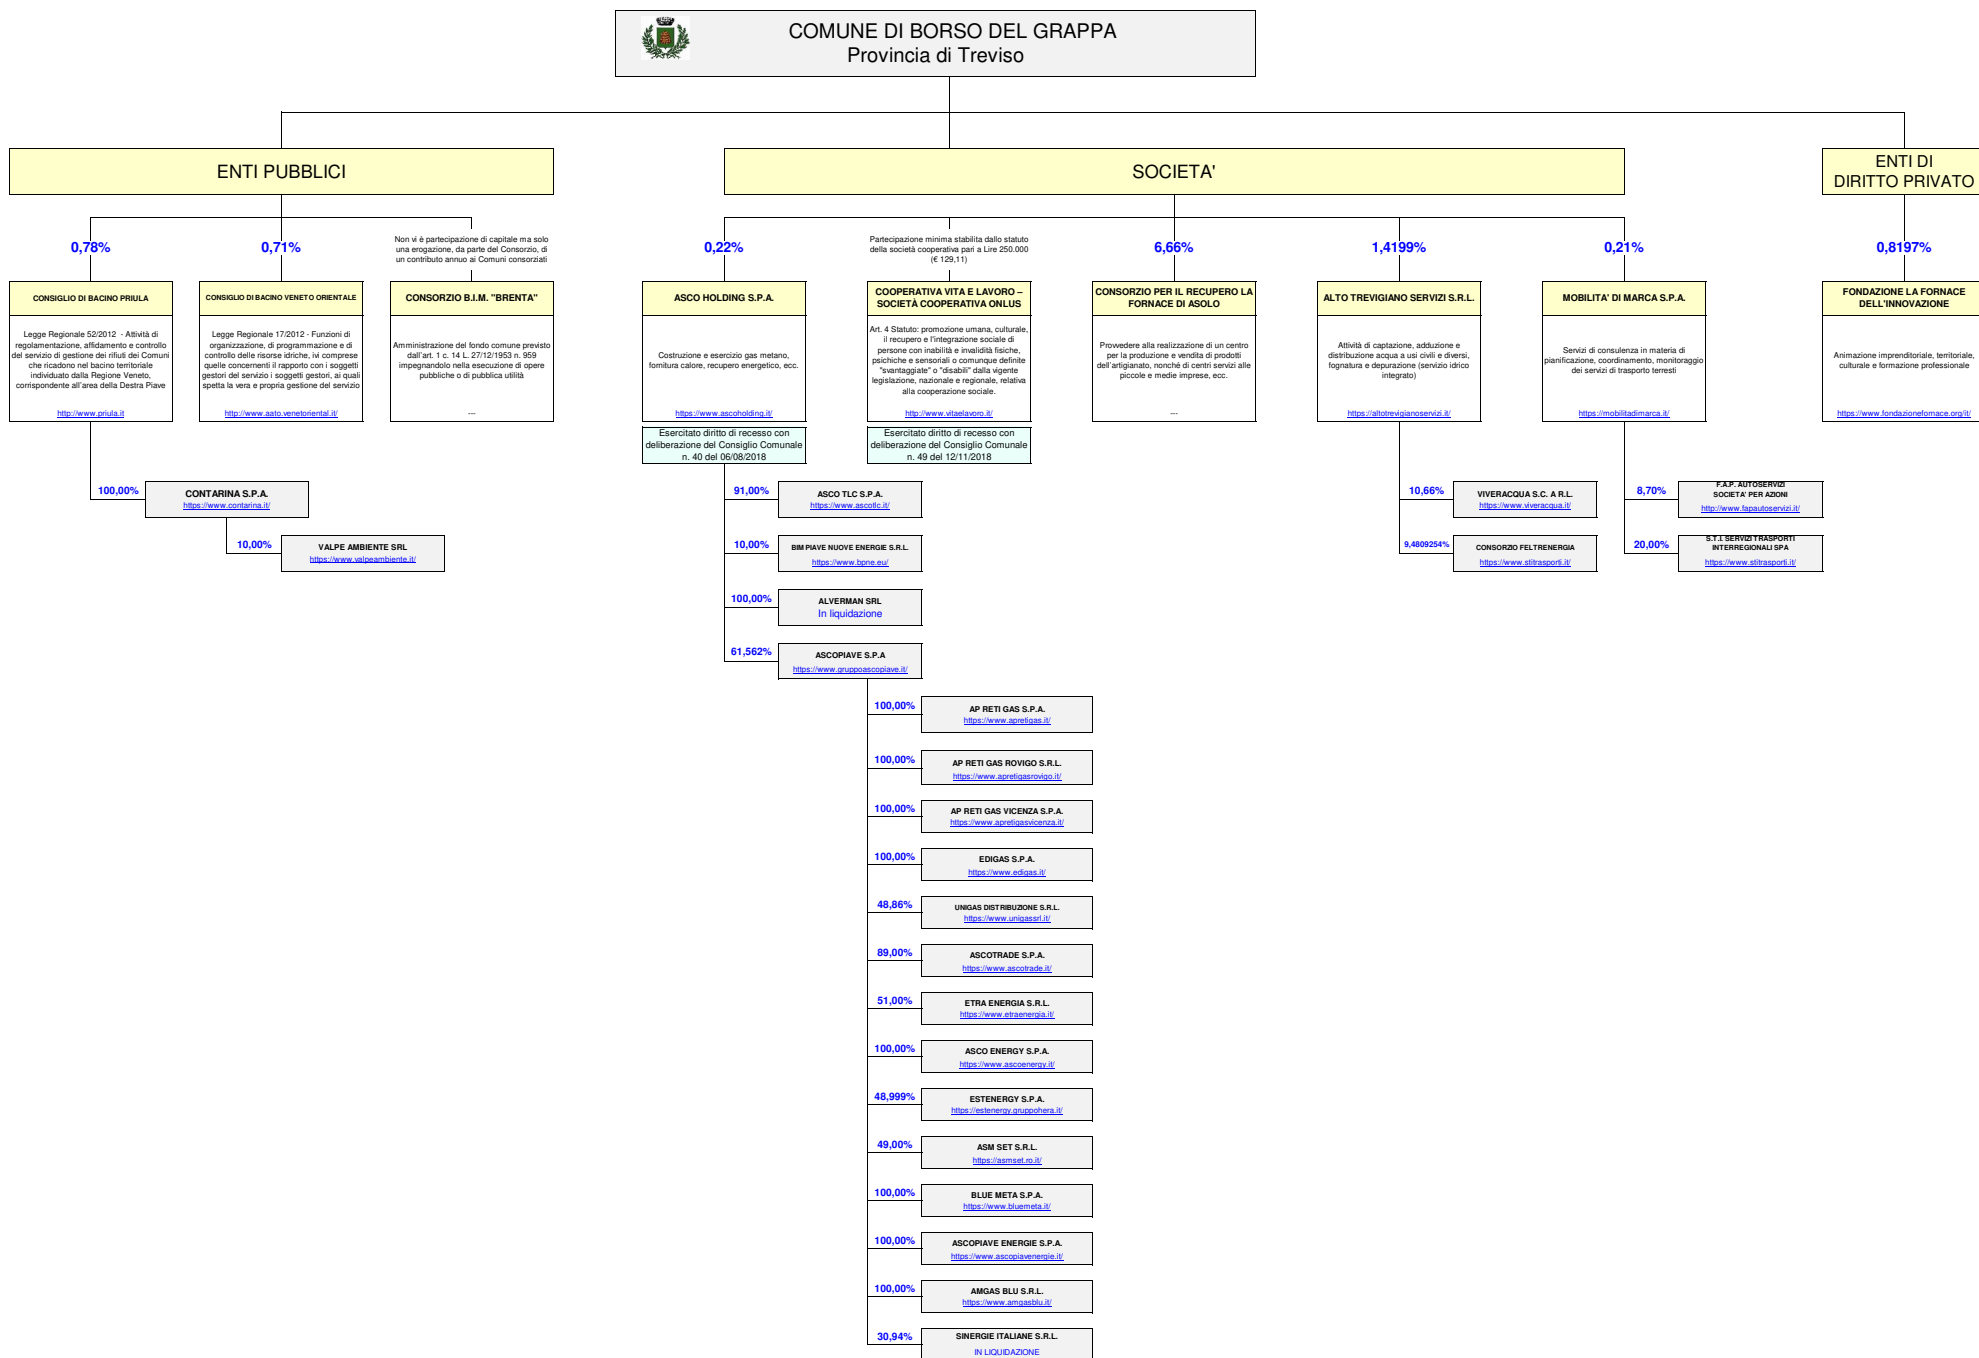 COMUNE DI BORSO DEL GRAPPA
Provincia di Treviso
ENTI PUBBLICI
SOCIETA'
ENTI DI
DIRITTO PRIVATO
0,78%
CONSIGLIO DI BACINO PRIULA
Legge Regionale 52/2012 - Attività di
regolamentazione, affidamento e controllo
del servizio di gestione dei rifiuti dei Comuni
che ricadono nel bacino territoriale
individuato dalla Regione Veneto,
corrispondente all'area della Destra Piave
http://www.priula.it
100,00%
CONTARINA S.P.A.
https://www.contarina.it/
10,00%
VALPE AMBIENTE SRL
https://www.valpeambiente.it/
0,71%
CONSIGLIO DI BACINO VENETO ORIENTALE
Legge Regionale 17/2012 - Funzioni di
organizzazione, di programmazione e di
controllo delle risorse idriche, ivi comprese
quelle concernenti il rapporto con i soggetti
gestori del servizio i soggetti gestori, ai quali
spetta la vera e propria gestione del servizio
http://www.aato.venetoriental.it/
Non vi è partecipazione di capitale ma solo
una erogazione, da parte del Consorzio, di
un contributo annuo ai Comuni consorziati
CONSORZIO B.I.M. "BRENTA"
Amministrazione del fondo comune previsto
dall'art. 1 c. 14 L. 27/12/1953 n. 959
impegnando nella esecuzione di opere
pubbliche o di pubblica utilità
---
0,22%
ASCO HOLDING S.P.A.
Costruzione e esercizio gas metano,
fornitura calore, recupero energetico, ecc.
https://www.ascoholding.it/
Esercitato diritto di recesso con
deliberazione del Consiglio Comunale
n. 40 del 06/08/2018
91,00%
ASCO TLC S.P.A.
https://www.ascotlc.it/
10,00%
BIM PIAVE NUOVE ENERGIE S.R.L.
https://www.bpne.eu/
100,00%
ALVERMAN SRL
In liquidazione
61,562%
ASCOPIAVE S.P.A
https://www.gruppoascopiave.it/
100,00%
AP RETI GAS S.P.A.
https://www.apretigas.it/
100,00%
AP RETI GAS ROVIGO S.R.L.
https://www.apretigasrovigo.it/
100,00%
AP RETI GAS VICENZA S.P.A.
https://www.apretigasvicenza.it/
100,00%
EDIGAS S.P.A.
https://www.edigas.it/
48,86%
UNIGAS DISTRIBUZIONE S.R.L.
https://www.unigassrl.it/
89,00%
ASCOTRADE S.P.A.
https://www.ascotrade.it/
51,00%
ETRA ENERGIA S.R.L.
https://www.etraenergia.it/
100,00%
ASCO ENERGY S.P.A.
https://www.ascoenergy.it/
48,999%
ESTENERGY S.P.A.
https://estenergy.gruppohera.it/
49,00%
ASM SET S.R.L.
https://asmset.ro.it/
100,00%
BLUE META S.P.A.
https://www.bluemeta.it/
100,00%
ASCOPIAVE ENERGIE S.P.A.
https://www.ascopiavenergie.it/
100,00%
AMGAS BLU S.R.L.
https://www.amgasblu.it/
30,94%
SINERGIE ITALIANE S.R.L.
IN LIQUIDAZIONE
Partecipazione minima stabilita dallo statuto
della società cooperativa pari a Lire 250.000
(€ 129,11)
COOPERATIVA VITA E LAVORO –
SOCIETÀ COOPERATIVA ONLUS
Art. 4 Statuto: promozione umana, culturale,
il recupero e l'integrazione sociale di
persone con inabilità e invalidità fisiche,
psichiche e sensoriali o comunque definite
"svantaggiate" o "disabili" dalla vigente
legislazione, nazionale e regionale, relativa
alla cooperazione sociale.
http://www.vitaelavoro.it/
Esercitato diritto di recesso con
deliberazione del Consiglio Comunale
n. 49 del 12/11/2018
6,66%
CONSORZIO PER IL RECUPERO LA
FORNACE DI ASOLO
Provvedere alla realizzazione di un centro
per la produzione e vendita di prodotti
dell'artigianato, nonché di centri servizi alle
piccole e medie imprese, ecc.
---
1,4199%
ALTO TREVIGIANO SERVIZI S.R.L.
Attività di captazione, adduzione e
distribuzione acqua a usi civili e diversi,
fognatura e depurazione (servizio idrico
integrato)
https://altotrevigianoservizi.it/
10,66%
VIVERACQUA S.C. A R.L.
https://www.viveracqua.it/
9,4809254%
CONSORZIO FELTRENERGIA
https://www.stitrasporti.it/
0,21%
MOBILITA' DI MARCA S.P.A.
Servizi di consulenza in materia di
pianificazione, coordinamento, monitoraggio
dei servizi di trasporto terresti
https://mobilitadimarca.it/
8,70%
F.A.P. AUTOSERVIZI
SOCIETA' PER AZIONI
http://www.fapautoservizi.it/
20,00%
S.T.I. SERVIZI TRASPORTI
INTERREGIONALI SPA
https://www.stitrasporti.it/
0,8197%
FONDAZIONE LA FORNACE
DELL'INNOVAZIONE
Animazione imprenditoriale, territoriale,
culturale e formazione professionale
https://www.fondazionefornace.org/it/